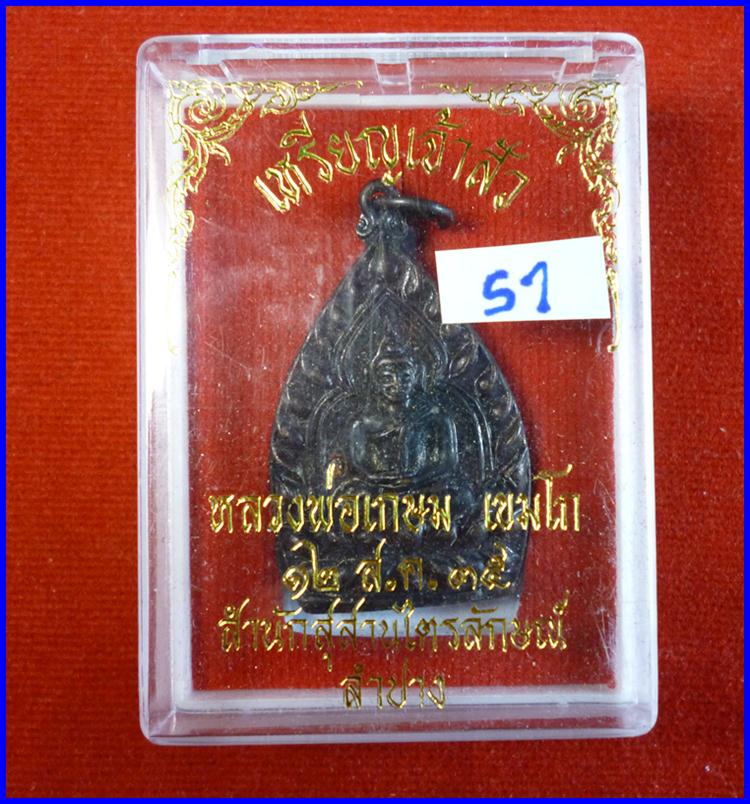 เหรียญเจ้าสัว
51
หลวงพ่อเกษม เขมโก
๑๒ ส.ค. ๓๕
สำนักสุสานไตรลักษณ์
ลำปาง